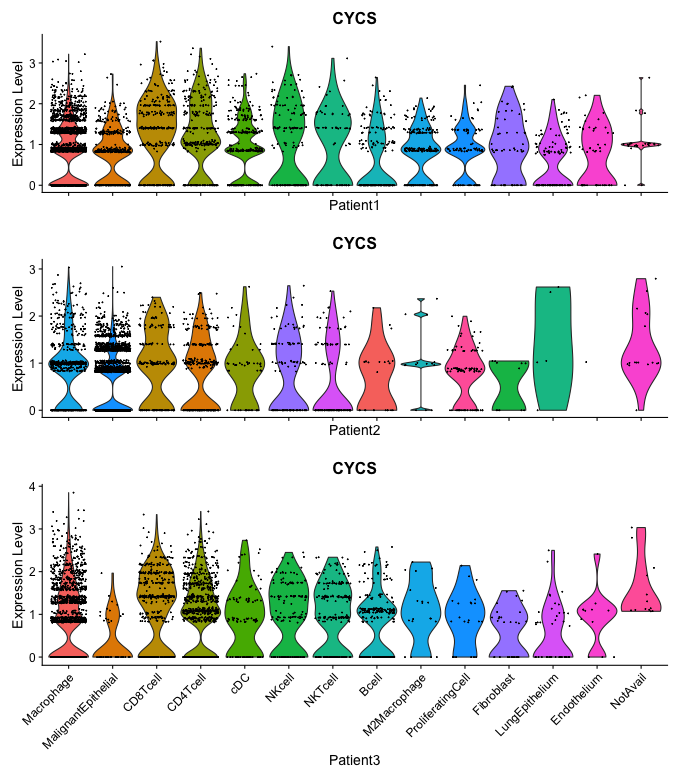 CYCS
Expression Level
3
2
1
0
Patient1
CYCS
Expression Level
3
2
1
0
Patient2
CYCS
Expression Level
4
3
2
1
0
Macrophage
MalignantEpithelial
CD8Tcell
CD4Tcell
cDC
NKcell
NKTcell
Bcell
M2Macrophage
ProliferatingCell
Fibroblast
LungEpithelium
Endothelium
NotAvail
Patient3